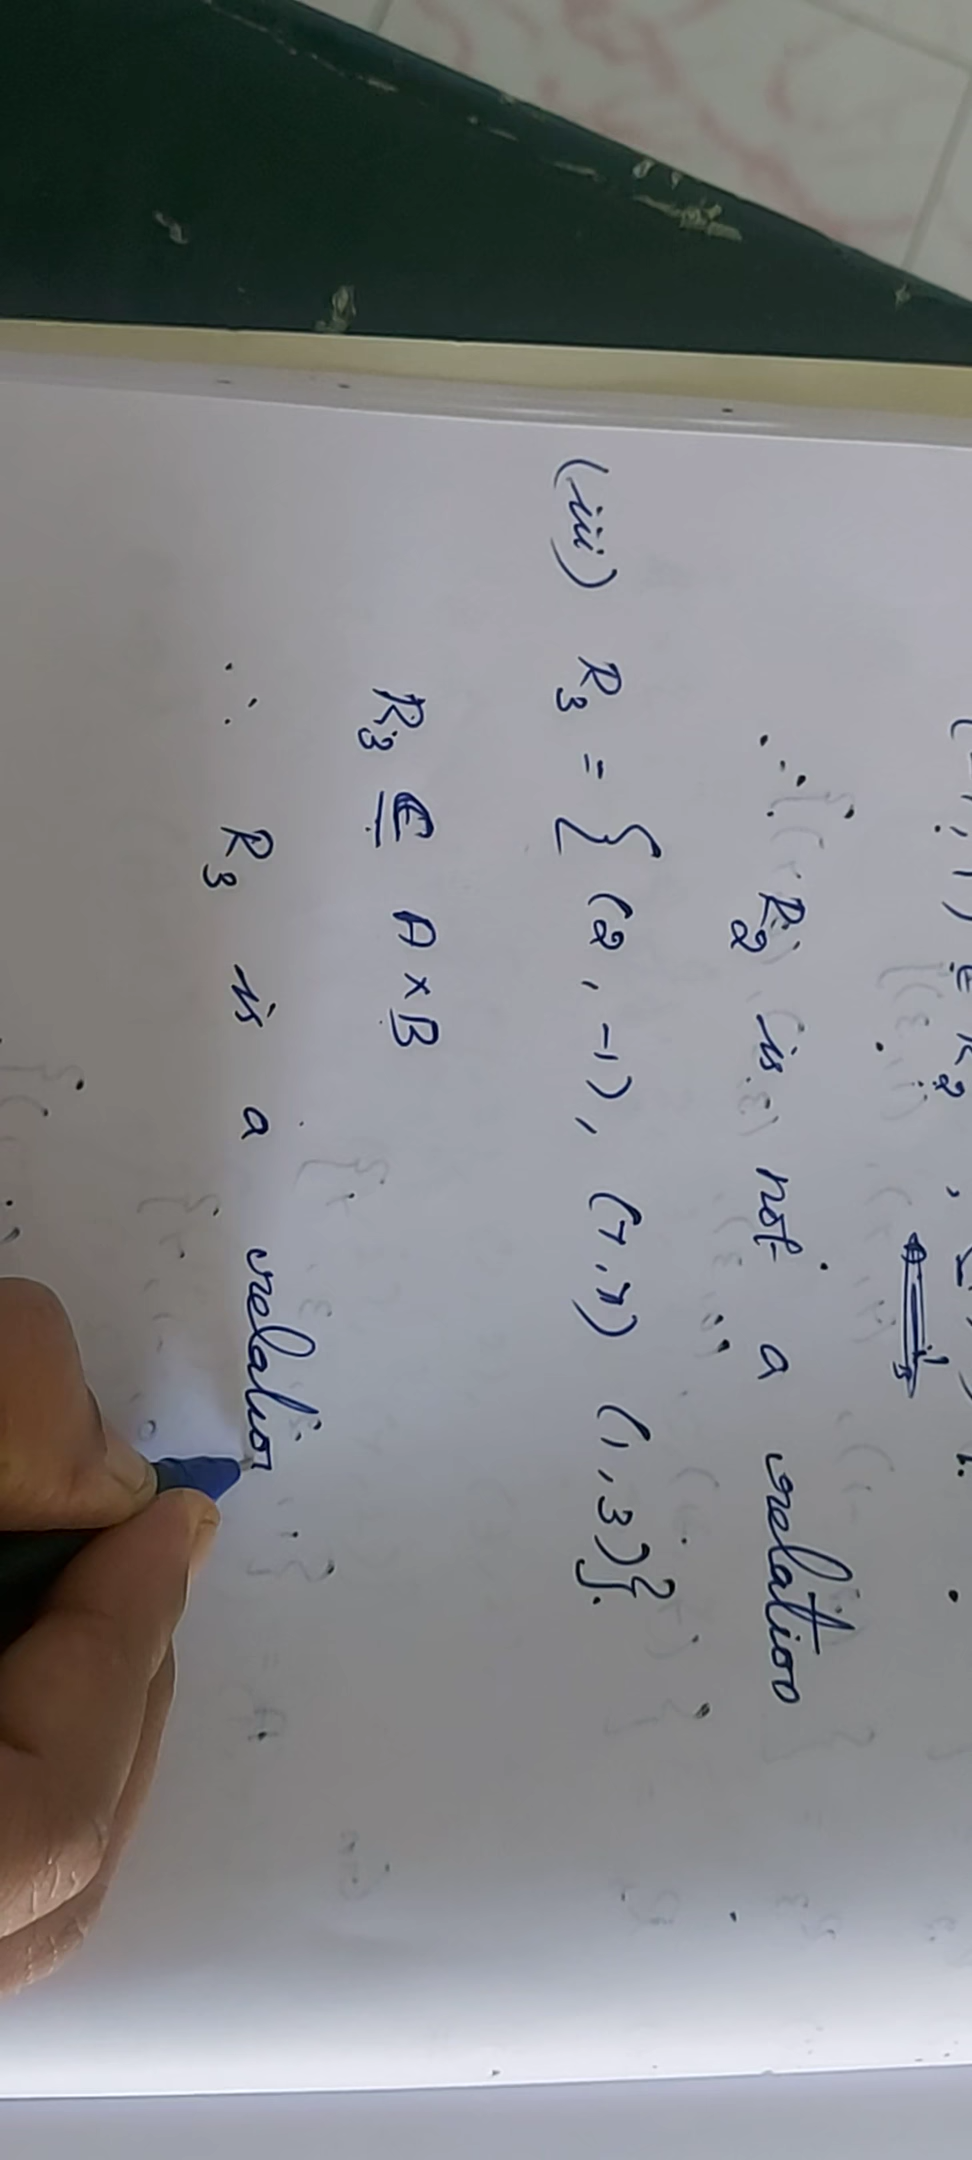 ∴ R₂ is not a relation
(iii) R₃ = { (2, -1), (7, 7) (1, 3)}.
R₃ ⊆ A × B
∴ R₃ is a relation